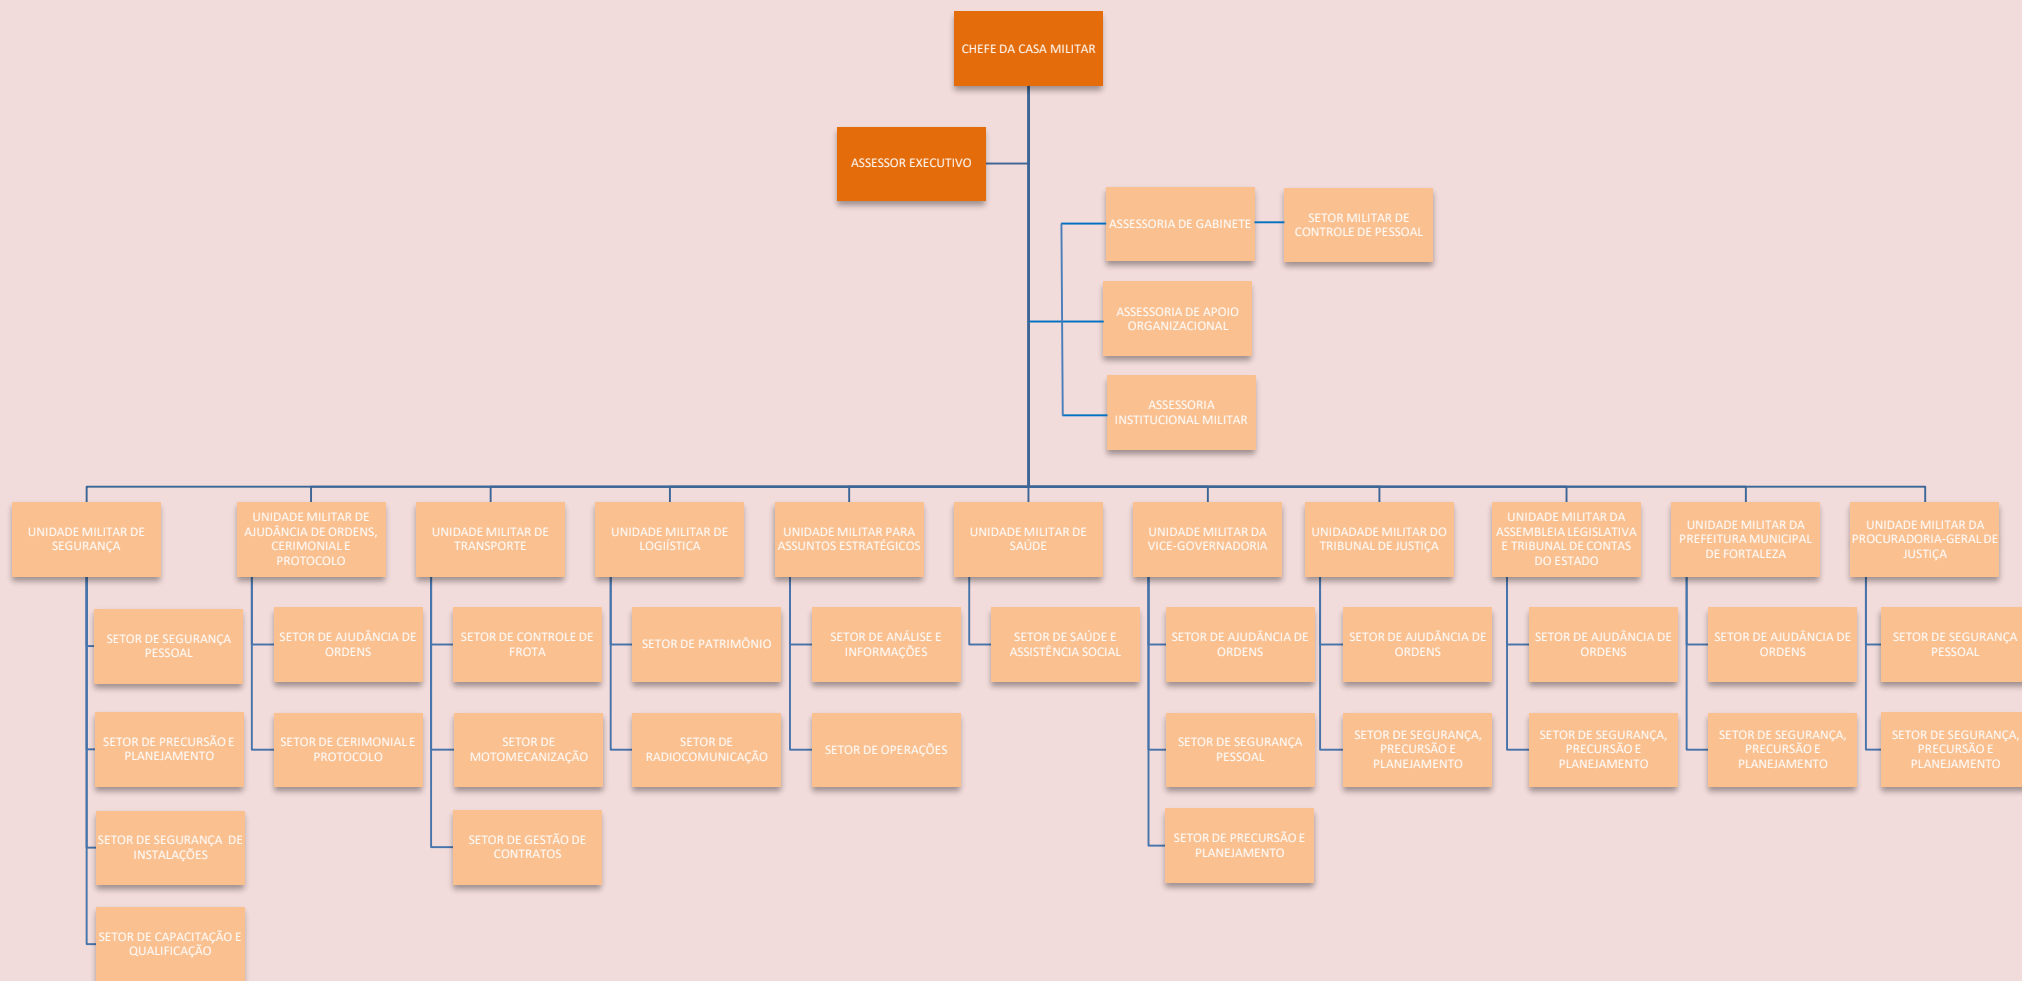 CHEFE DA CASA MILITAR
ASSESSOR EXECUTIVO
ASSESSORIA DE GABINETE
SETOR MILITAR DE
CONTROLE DE PESSOAL
ASSESSORIA DE APOIO
ORGANIZACIONAL
ASSESSORIA
INSTITUCIONAL MILITAR
UNIDADE MILITAR DE
SEGURANÇA
UNIDADE MILITAR DE
AJUDÂNCIA DE ORDENS,
CERIMONIAL E
PROTOCOLO
UNIDADE MILITAR DE
TRANSPORTE
UNIDADE MILITAR DE
LOGIÍSTICA
UNIDADE MILITAR PARA
ASSUNTOS ESTRATÉGICOS
UNIDADE MILITAR DE
SAÚDE
UNIDADE MILITAR DA
VICE-GOVERNADORIA
UNIDADADE MILITAR DO
TRIBUNAL DE JUSTIÇA
UNIDADE MILITAR DA
ASSEMBLEIA LEGISLATIVA
E TRIBUNAL DE CONTAS
DO ESTADO
UNIDADE MILITAR DA
PREFEITURA MUNICIPAL
DE FORTALEZA
UNIDADE MILITAR DA
PROCURADORIA-GERAL DE
JUSTIÇA
SETOR DE SEGURANÇA
PESSOAL
SETOR DE AJUDÂNCIA DE
ORDENS
SETOR DE CONTROLE DE
FROTA
SETOR DE PATRIMÔNIO
SETOR DE ANÁLISE E
INFORMAÇÕES
SETOR DE SAÚDE E
ASSISTÊNCIA SOCIAL
SETOR DE AJUDÂNCIA DE
ORDENS
SETOR DE AJUDÂNCIA DE
ORDENS
SETOR DE AJUDÂNCIA DE
ORDENS
SETOR DE AJUDÂNCIA DE
ORDENS
SETOR DE SEGURANÇA
PESSOAL
SETOR DE PRECURSÃO E
PLANEJAMENTO
SETOR DE CERIMONIAL E
PROTOCOLO
SETOR DE
MOTOMECANIZAÇÃO
SETOR DE
RADIOCOMUNICAÇÃO
SETOR DE OPERAÇÕES
SETOR DE SEGURANÇA
PESSOAL
SETOR DE SEGURANÇA,
PRECURSÃO E
PLANEJAMENTO
SETOR DE SEGURANÇA,
PRECURSÃO E
PLANEJAMENTO
SETOR DE SEGURANÇA,
PRECURSÃO E
PLANEJAMENTO
SETOR DE SEGURANÇA,
PRECURSÃO E
PLANEJAMENTO
SETOR DE SEGURANÇA DE
INSTALAÇÕES
SETOR DE GESTÃO DE
CONTRATOS
SETOR DE PRECURSÃO E
PLANEJAMENTO
SETOR DE CAPACITAÇÃO E
QUALIFICAÇÃO